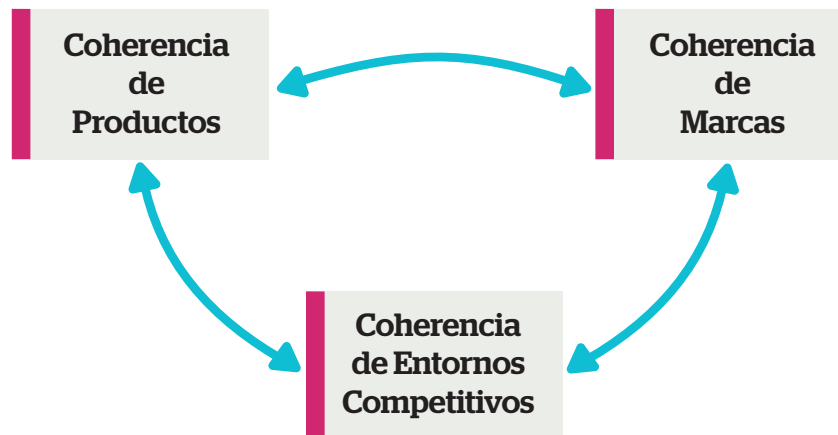 Coherencia
de
Productos
Coherencia
de
Marcas
Coherencia
de Entornos
Competitivos